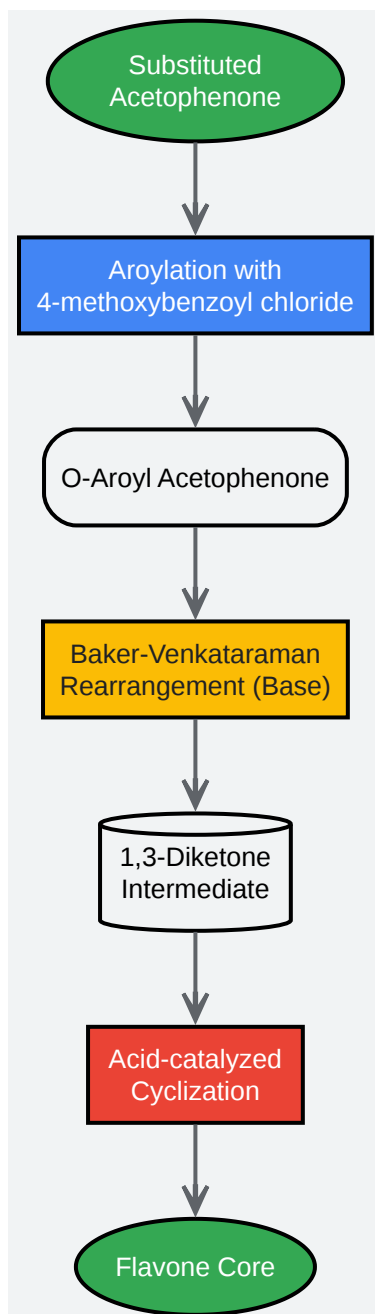 Substituted
Acetophenone
Aroylation with
4-methoxybenzoyl chloride
O-Aroyl Acetophenone
Baker-Venkataraman
Rearrangement (Base)
1,3-Diketone
Intermediate
Acid-catalyzed
Cyclization
Flavone Core